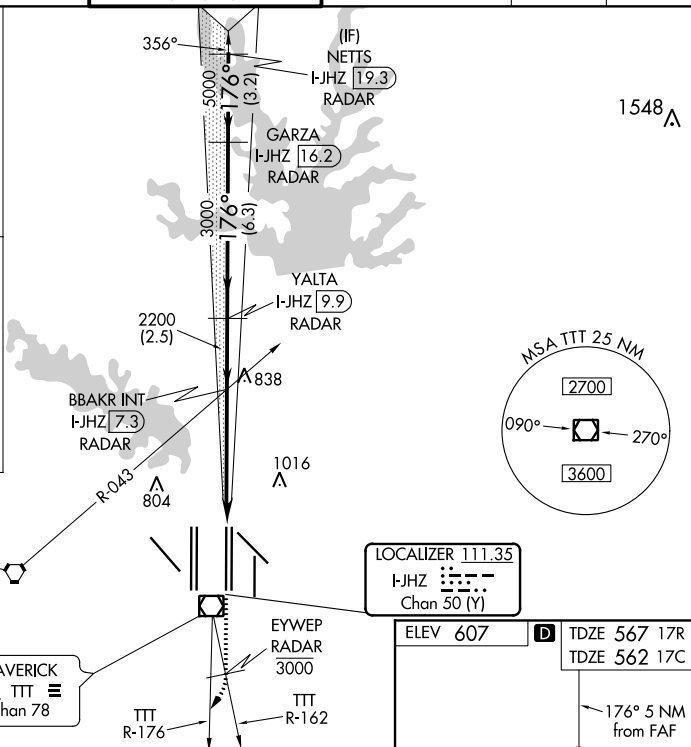 356°
5000
176°
(3.2)
(IF)
NETTS
I-JHZ 19.3
RADAR
1548
GARZA
I-JHZ 16.2
RADAR
3000
176°
(6.3)
YALTA
I-JHZ 9.9
RADAR
2200
(2.5)
838
BBAKR INT
I-JHZ 7.3
RADAR
R-043
804
1016
MSA TTT 25 NM
2700
090°
270°
3600
LOCALIZER 111.35
I-JHZ
Chan 50 (Y)
EYWEP
RADAR
3000
AVERICK
TTT
han 78
TTT
R-176
TTT
R-162
ELEV 607
D
TDZE 567 17R
TDZE 562 17C
176° 5 NM
from FAF